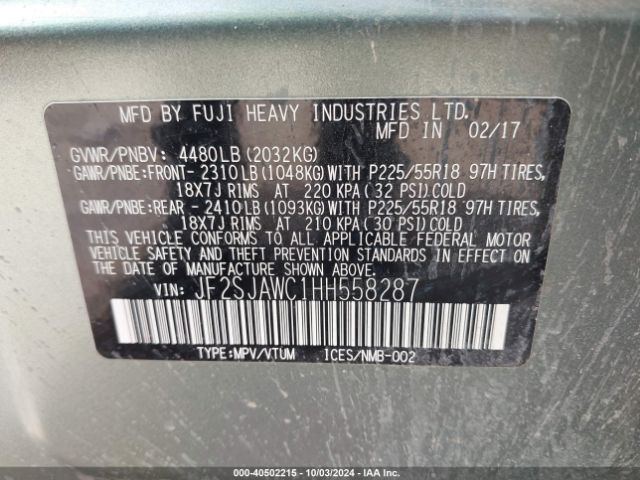 MFD BY FUJI HEAVY INDUSTRIES LTD.
MFD IN 02/17
GVWR/PNBV: 4480LB(2032KG)
GAWR/PNBE:FRONT- 2310LB(1048KG)WITH P225/55R18 97H TIRES,
18X7J RIMS AT 220 KPA(32 PSI)COLD
GAWR/PNBE:REAR - 2410LB(1093KG)WITH P225/55R18 97H TIRES,
18X7J RIMS AT 210 KPA(30 PSI)COLD
THIS VEHICLE CONFORMS TO ALL APPLICABLE FEDERAL MOTOR
VEHICLE SAFETY AND THEFT PREVENTION STANDARDS IN EFFECT
ON THE DATE OF MANUFACTURE SHOWN ABOVE.
VIN: JF2SJAWC1HH558287
TYPE:MPV/VTUM ICES/NMB-002
000-40502215 - 10/03/2024 - IAA Inc.